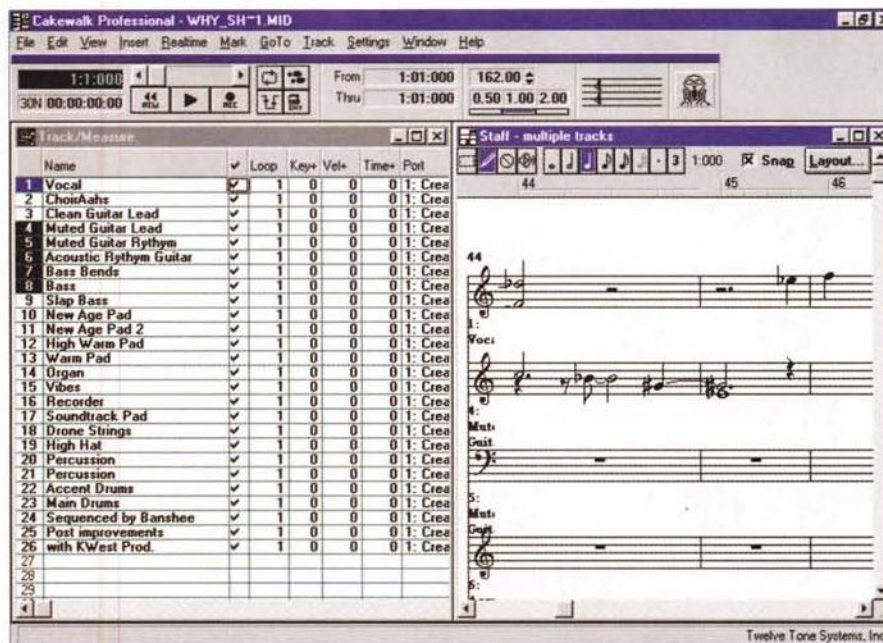 Cakewalk Professional - WHY_SH~1.MID
File Edit View Insert Realtime Mark GoTo Track Settings Window Help
1:1:000
30N 00:00:00:00
REW
REC
From 1:01:000
Thru 1:01:000
162.00
0.50 1.00 2.00
Track/Measure
Name ✓ Loop Key+ Vel+ Time+ Port
1 Vocal ✓ 1 0 0 0 1: Crea
2 ChoirAahs ✓ 1 0 0 0 1: Crea
3 Clean Guitar Lead ✓ 1 0 0 0 1: Crea
4 Muted Guitar Lead ✓ 1 0 0 0 1: Crea
5 Muted Guitar Rythym ✓ 1 0 0 0 1: Crea
6 Acoustic Rythym Guitar ✓ 1 0 0 0 1: Crea
7 Bass Bends ✓ 1 0 0 0 1: Crea
8 Bass ✓ 1 0 0 0 1: Crea
9 Slap Bass ✓ 1 0 0 0 1: Crea
10 New Age Pad ✓ 1 0 0 0 1: Crea
11 New Age Pad 2 ✓ 1 0 0 0 1: Crea
12 High Warm Pad ✓ 1 0 0 0 1: Crea
13 Warm Pad ✓ 1 0 0 0 1: Crea
14 Organ ✓ 1 0 0 0 1: Crea
15 Vibes ✓ 1 0 0 0 1: Crea
16 Recorder ✓ 1 0 0 0 1: Crea
17 Soundtrack Pad ✓ 1 0 0 0 1: Crea
18 Drone Strings ✓ 1 0 0 0 1: Crea
19 High Hat ✓ 1 0 0 0 1: Crea
20 Percussion ✓ 1 0 0 0 1: Crea
21 Percussion ✓ 1 0 0 0 1: Crea
22 Accent Drums ✓ 1 0 0 0 1: Crea
23 Main Drums ✓ 1 0 0 0 1: Crea
24 Sequenced by Banshee ✓ 1 0 0 0 1: Crea
25 Post improvements ✓ 1 0 0 0 1: Crea
26 with KWest Prod. ✓ 1 0 0 0 1: Crea
27
28
29
Staff - multiple tracks
3 1:000 Snap Layout...
44 45 46
44
1:
Voca
4:
Mute
Guit
5:
Mute
Guit
6:
Twelve Tone Systems, Inc